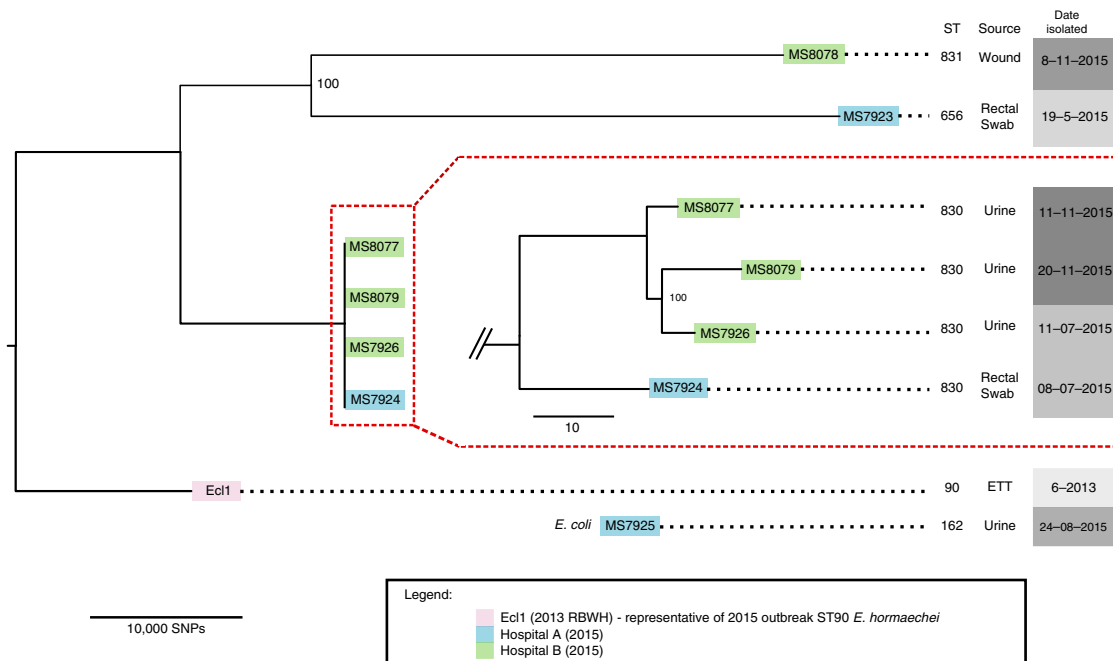 ST Source Date isolated
MS8078 831 Wound 8–11–2015
100
MS7923 656 Rectal Swab 19–5–2015
MS8077 MS8077 830 Urine 11–11–2015
MS8079 MS8079 830 Urine 20–11–2015
100
MS7926 MS7926 830 Urine 11–07–2015
MS7924 MS7924 830 Rectal Swab 08–07–2015
10
Ecl1 90 ETT 6–2013
E. coli MS7925 162 Urine 24–08–2015
10,000 SNPs
Legend:
Ecl1 (2013 RBWH) - representative of 2015 outbreak ST90 E. hormaechei
Hospital A (2015)
Hospital B (2015)